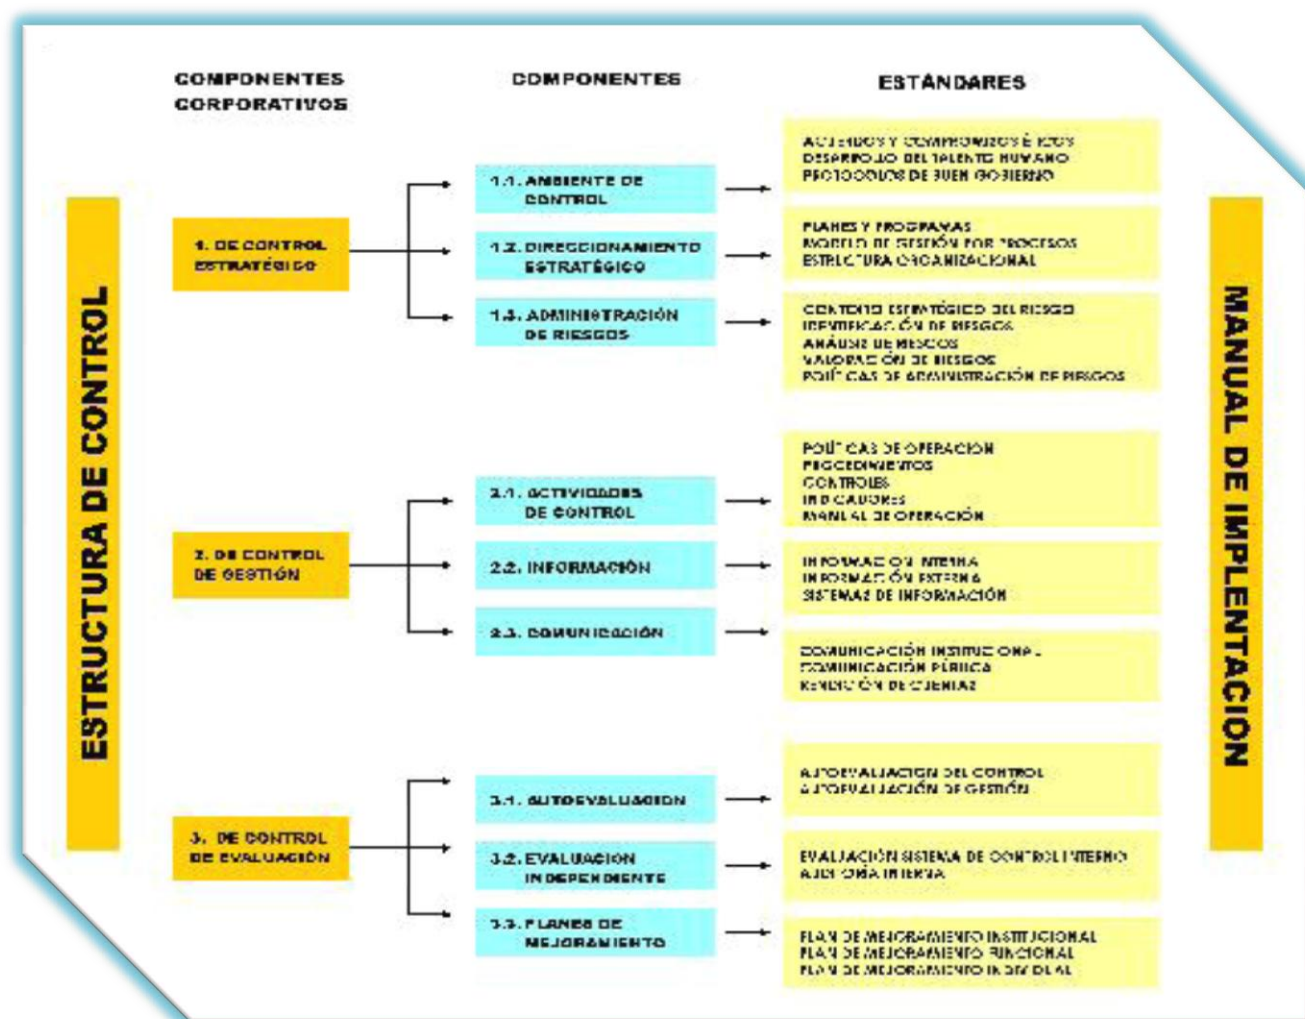 COMPONENTES
CORPORATIVOS
COMPONENTES
ESTÁNDARES
ESTRUCTURA DE CONTROL
1. DE CONTROL
ESTRATÉGICO
1.1. AMBIENTE DE
CONTROL
ACUERDOS Y COMPROMISOS ÉTICOS
DESARROLLO DEL TALENTO HUMANO
PROTOCOLOS DE BUEN GOBIERNO
1.2. DIRECCIONAMIENTO
ESTRATÉGICO
PLANES Y PROGRAMAS
MODELO DE GESTIÓN POR PROCESOS
ESTRUCTURA ORGANIZACIONAL
1.3. ADMINISTRACIÓN
DE RIESGOS
CONTEXTO ESTRATÉGICO DEL RIESGO
IDENTIFICACIÓN DE RIESGOS
ANÁLISIS DE RIESGOS
VALORACIÓN DE RIESGOS
POLÍTICAS DE ADMINISTRACIÓN DE RIESGOS
2. DE CONTROL
DE GESTIÓN
2.1. ACTIVIDADES
DE CONTROL
POLÍTICAS DE OPERACIÓN
PROCEDIMIENTOS
CONTROLES
INDICADORES
MANUAL DE OPERACIÓN
2.2. INFORMACIÓN
INFORMACIÓN INTERNA
INFORMACIÓN EXTERNA
SISTEMAS DE INFORMACIÓN
2.3. COMUNICACIÓN
COMUNICACIÓN INSTITUCIONAL
COMUNICACIÓN PÚBLICA
RENDICIÓN DE CUENTAS
3. DE CONTROL
DE EVALUACIÓN
3.1. AUTOEVALUACIÓN
AUTOEVALUACIÓN DEL CONTROL
AUTOEVALUACIÓN DE GESTIÓN
3.2. EVALUACIÓN
INDEPENDIENTE
EVALUACIÓN SISTEMA DE CONTROL INTERNO
AUDITORÍA INTERNA
3.3. PLANES DE
MEJORAMIENTO
PLAN DE MEJORAMIENTO INSTITUCIONAL
PLAN DE MEJORAMIENTO FUNCIONAL
PLAN DE MEJORAMIENTO INDIVIDUAL
MANUAL DE IMPLENTACIÓN